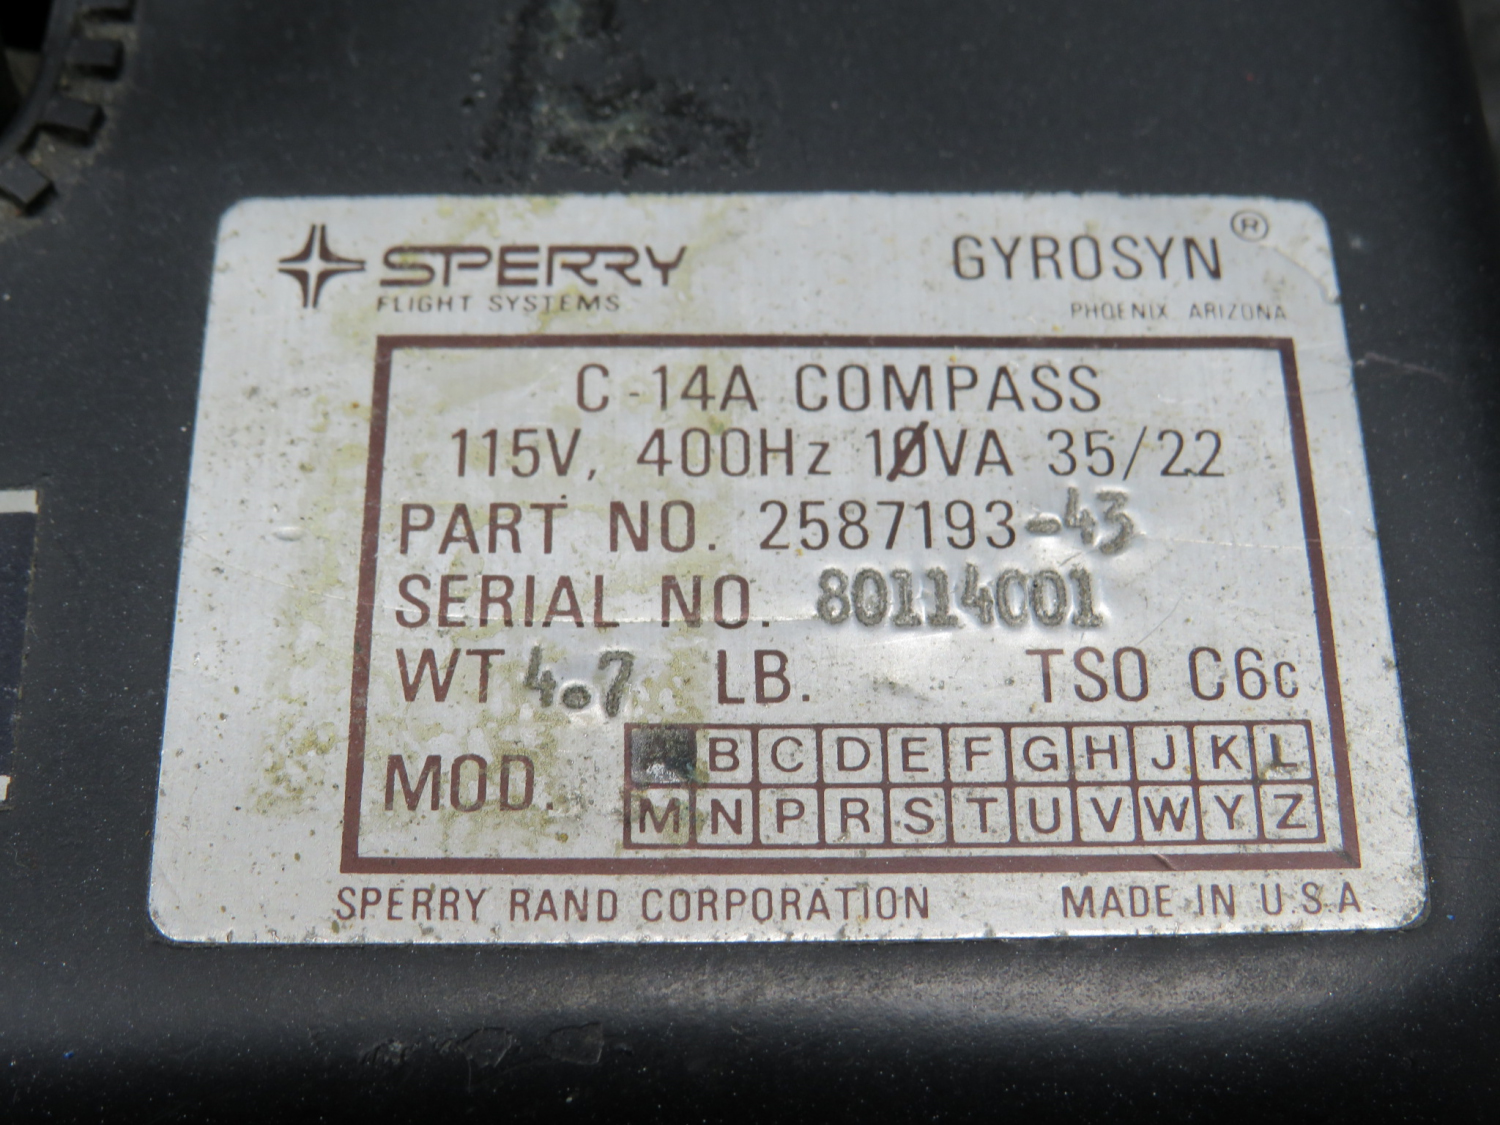 SPERRY
FLIGHT SYSTEMS
GYROSYN®
PHOENIX ARIZONA
C-14A COMPASS
115V, 400Hz 1ØVA 35/22
PART NO. 2587193-43
SERIAL NO. 80114001
WT 4.7 LB. TSO C6c
MOD.
A B C D E F G H J K L
M N P R S T U V W Y Z
SPERRY RAND CORPORATION MADE IN U.S.A.